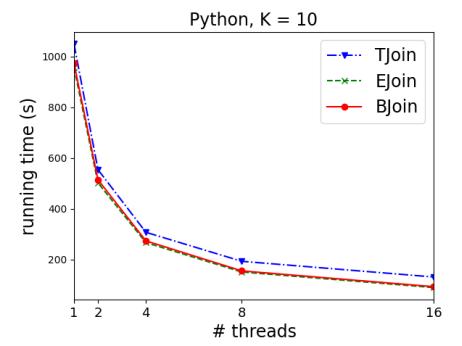 Python, K = 10
running time (s)
1000
800
600
400
200
TJoin
EJoin
BJoin
1 2 4 8 16
# threads